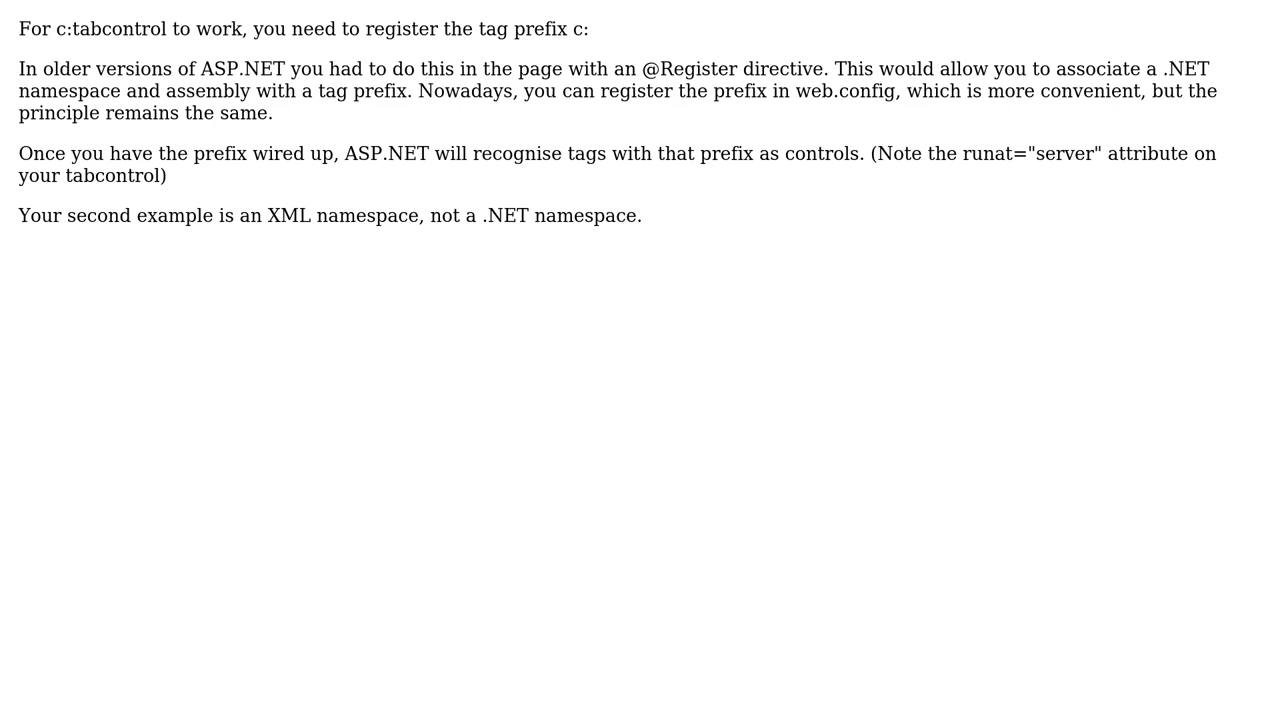 For c:tabcontrol to work, you need to register the tag prefix c:
In older versions of ASP.NET you had to do this in the page with an @Register directive. This would allow you to associate a .NET
namespace and assembly with a tag prefix. Nowadays, you can register the prefix in web.config, which is more convenient, but the
principle remains the same.
Once you have the prefix wired up, ASP.NET will recognise tags with that prefix as controls. (Note the runat="server" attribute on
your tabcontrol)
Your second example is an XML namespace, not a .NET namespace.